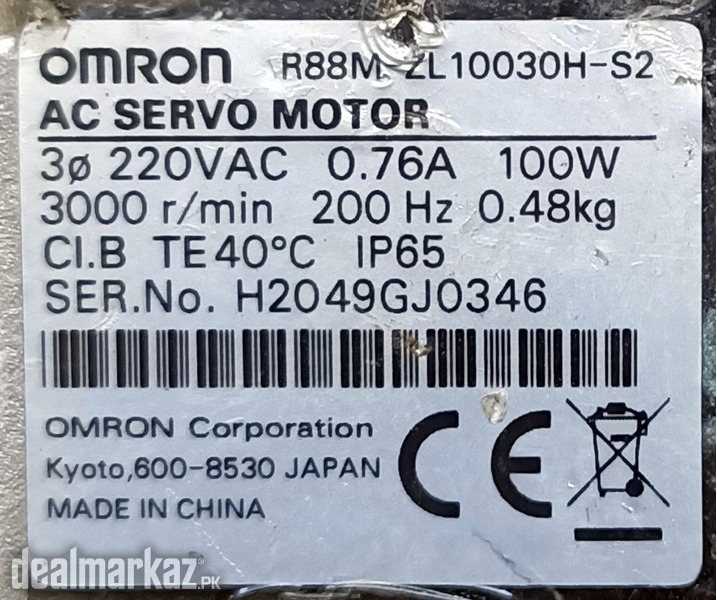 OMRON R88M-ZL10030H-S2
AC SERVO MOTOR
3ø 220VAC 0.76A 100W
3000 r/min 200 Hz 0.48kg
CI.B TE40°C IP65
SER.No. H2049GJ0346
OMRON Corporation
Kyoto,600-8530 JAPAN
MADE IN CHINA
CE
dealmarkaz.PK